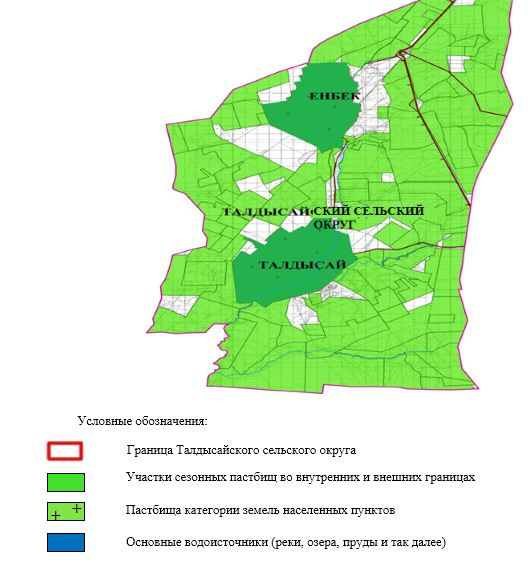 ЕНБЕК
ТАЛДЫСАЙСКИЙ СЕЛЬСКИЙ
ОКРУГ
ТАЛДЫСАЙ
Условные обозначения:
Граница Талдысайского сельского округа
Участки сезонных пастбищ во внутренних и внешних границах
Пастбища категории земель населенных пунктов
Основные водоисточники (реки, озера, пруды и так далее)